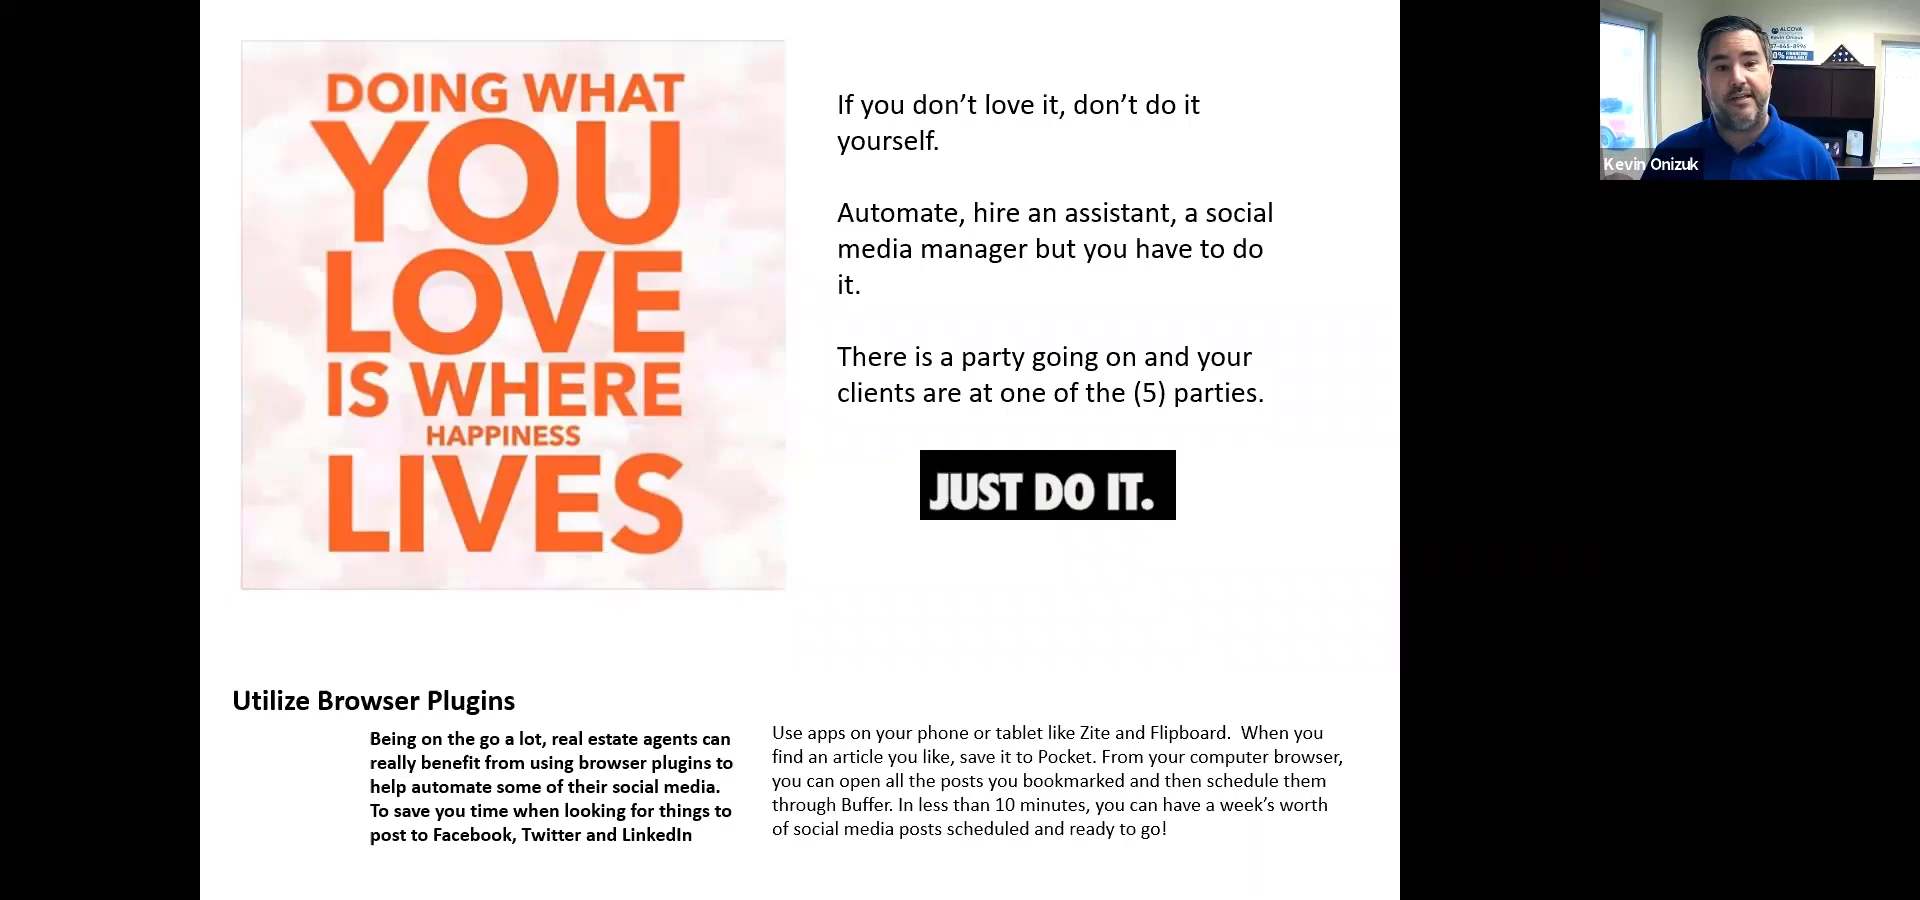 DOING WHAT
YOU
LOVE
IS WHERE
HAPPINESS
LIVES
If you don’t love it, don’t do it
yourself.
Automate, hire an assistant, a social
media manager but you have to do
it.
There is a party going on and your
clients are at one of the (5) parties.
JUST DO IT.
Utilize Browser Plugins
Being on the go a lot, real estate agents can
really benefit from using browser plugins to
help automate some of their social media.
To save you time when looking for things to
post to Facebook, Twitter and LinkedIn
Use apps on your phone or tablet like Zite and Flipboard.  When you
find an article you like, save it to Pocket. From your computer browser,
you can open all the posts you bookmarked and then schedule them
through Buffer. In less than 10 minutes, you can have a week’s worth
of social media posts scheduled and ready to go!
ALCOVA
Kevin Onizuk
FINANCING
AVAILABLE
Kevin Onizuk